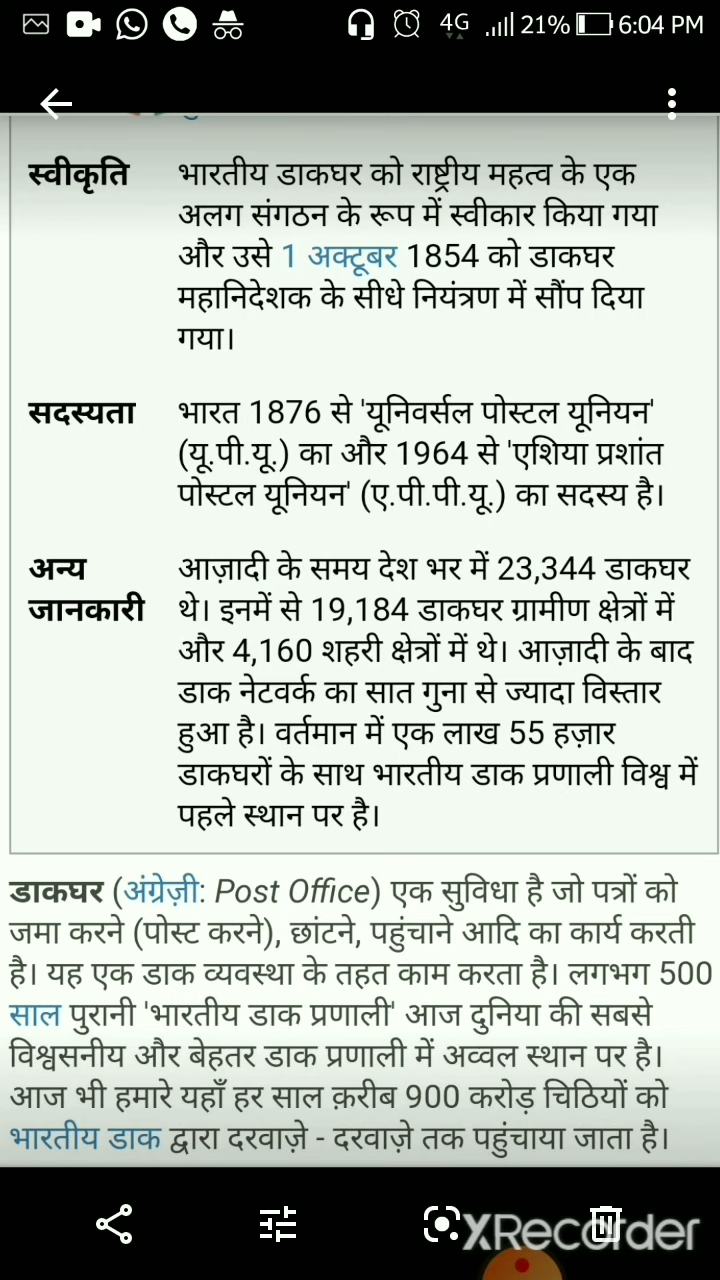 4G 21% 6:04 PM
स्वीकृति भारतीय डाकघर को राष्ट्रीय महत्व के एक
अलग संगठन के रूप में स्वीकार किया गया
और उसे 1 अक्टूबर 1854 को डाकघर
महानिदेशक के सीधे नियंत्रण में सौंप दिया
गया।
सदस्यता भारत 1876 से 'यूनिवर्सल पोस्टल यूनियन'
(यू.पी.यू.) का और 1964 से 'एशिया प्रशांत
पोस्टल यूनियन' (ए.पी.पी.यू.) का सदस्य है।
अन्य आज़ादी के समय देश भर में 23,344 डाकघर
जानकारी थे। इनमें से 19,184 डाकघर ग्रामीण क्षेत्रों में
और 4,160 शहरी क्षेत्रों में थे। आज़ादी के बाद
डाक नेटवर्क का सात गुना से ज्यादा विस्तार
हुआ है। वर्तमान में एक लाख 55 हज़ार
डाकघरों के साथ भारतीय डाक प्रणाली विश्व में
पहले स्थान पर है।
डाकघर (अंग्रेज़ी: Post Office) एक सुविधा है जो पत्रों को
जमा करने (पोस्ट करने), छांटने, पहुंचाने आदि का कार्य करती
है। यह एक डाक व्यवस्था के तहत काम करता है। लगभग 500
साल पुरानी 'भारतीय डाक प्रणाली' आज दुनिया की सबसे
विश्वसनीय और बेहतर डाक प्रणाली में अव्वल स्थान पर है।
आज भी हमारे यहाँ हर साल क़रीब 900 करोड़ चिठियों को
भारतीय डाक द्वारा दरवाज़े - दरवाज़े तक पहुंचाया जाता है।
XRecorder